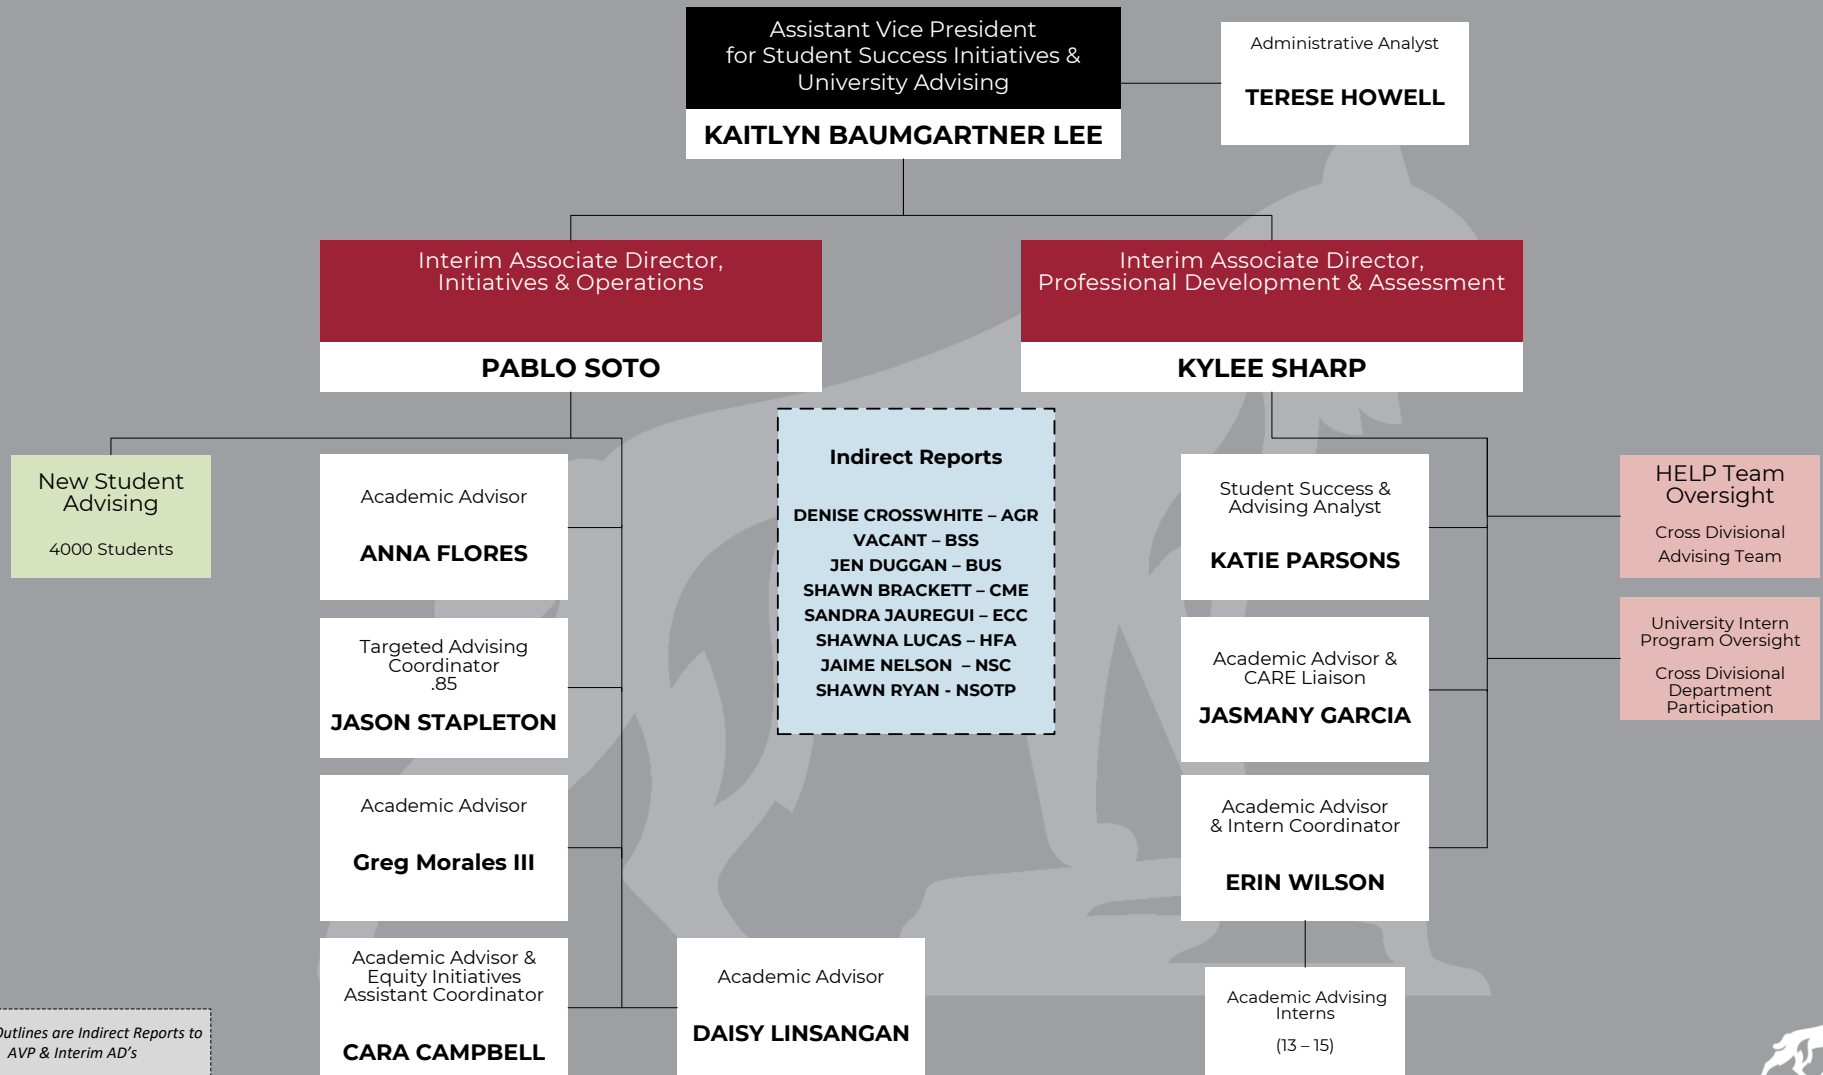 Assistant Vice President
for Student Success Initiatives &
University Advising
KAITLYN BAUMGARTNER LEE
Administrative Analyst
TERESE HOWELL
Interim Associate Director,
Initiatives & Operations
PABLO SOTO
Interim Associate Director,
Professional Development & Assessment
KYLEE SHARP
New Student
Advising
4000 Students
Academic Advisor
ANNA FLORES
Targeted Advising
Coordinator
.85
JASON STAPLETON
Academic Advisor
Greg Morales III
Academic Advisor &
Equity Initiatives
Assistant Coordinator
CARA CAMPBELL
Academic Advisor
DAISY LINSANGAN
Indirect Reports
DENISE CROSSWHITE – AGR
VACANT – BSS
JEN DUGGAN – BUS
SHAWN BRACKETT – CME
SANDRA JAUREGUI – ECC
SHAWNA LUCAS – HFA
JAIME NELSON – NSC
SHAWN RYAN - NSOTP
Student Success &
Advising Analyst
KATIE PARSONS
Academic Advisor &
CARE Liaison
JASMANY GARCIA
Academic Advisor
& Intern Coordinator
ERIN WILSON
Academic Advising
Interns
(13 – 15)
HELP Team
Oversight
Cross Divisional
Advising Team
University Intern
Program Oversight
Cross Divisional
Department
Participation
Outlines are Indirect Reports to
AVP & Interim AD's